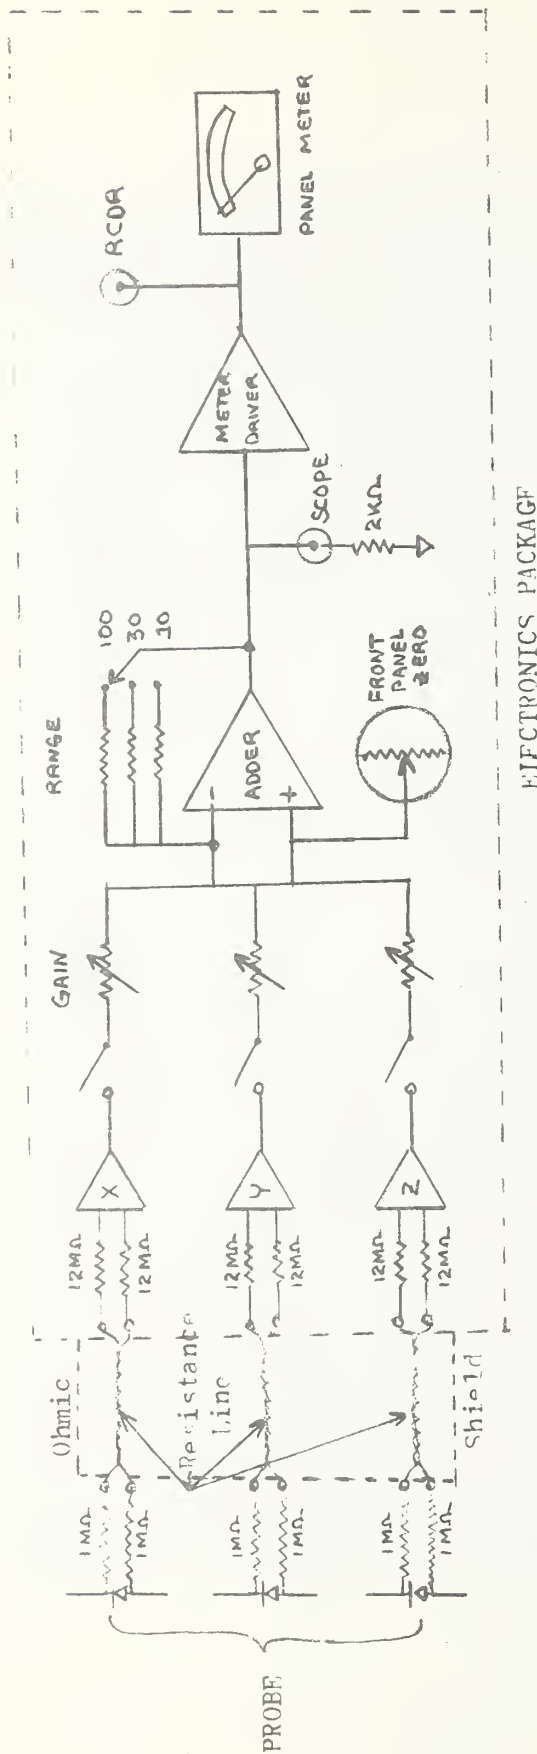 PROBE
1MΩ
1MΩ
1MΩ
1MΩ
1MΩ
1MΩ
Ohmic
Resistance
Line
Shield
12MΩ
12MΩ
12MΩ
12MΩ
12MΩ
12MΩ
X
Y
Z
GAIN
RANGE
100
30
10
-
ADDER
+
FRONT
PANEL
ZERO
SCOPE
2KΩ
METER
DRIVER
RCDR
PANEL METER
ELECTRONICS PACKAGE